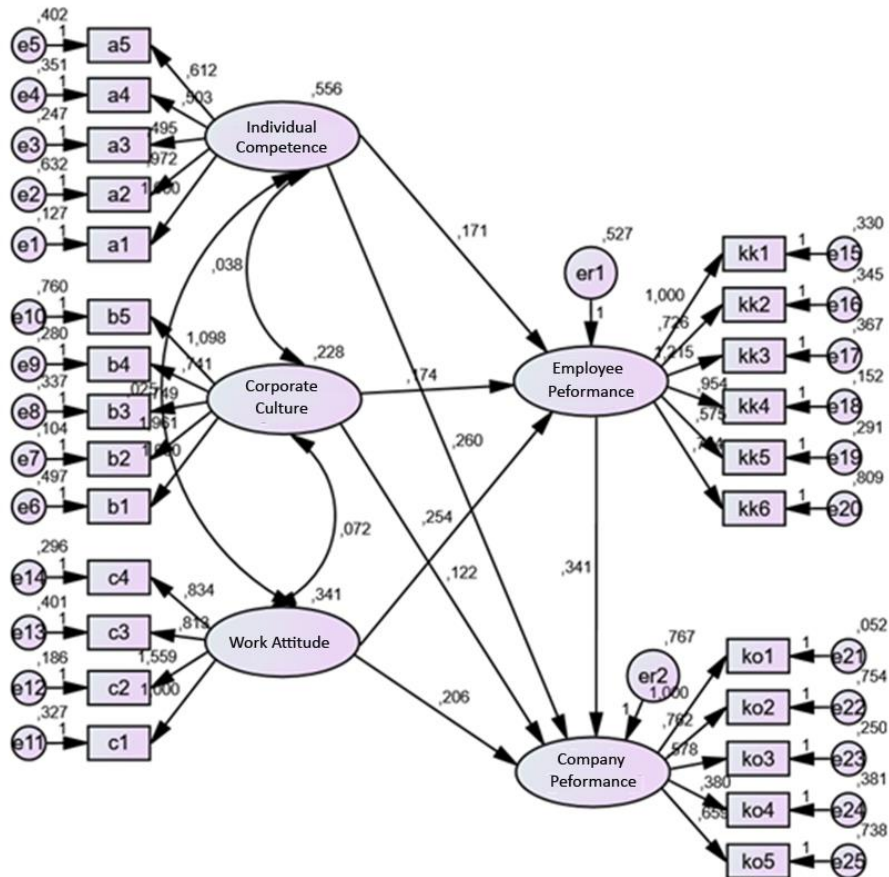 ,402
e5
1
a5
,351
e4
1
a4
,247
e3
1
a3
,632
e2
1
a2
,127
e1
1
a1
,612
,503
,495
,972
1,000
,556
Individual
Competence
,760
e10
1
b5
,280
e9
1
b4
,337
e8
1
b3
,104
e7
1
b2
,497
e6
1
b1
1,098
,741
,749
,025
,038
,228
Corporate
Culture
,296
e14
1
c4
,401
e13
1
c3
,186
e12
1
c2
,327
e11
1
c1
,834
,813
1,559
1,000
,072
,341
Work Attitude
,171
,174
,260
,254
,122
,206
,341
,527
er1
1
Employee
Peformance
1,000
,726
1,215
,954
,575
kk1
1
e15
,330
kk2
1
e16
,345
kk3
1
e17
,367
kk4
1
e18
,152
kk5
1
e19
,291
kk6
1
e20
,809
,767
er2
1
Company
Peformance
1,000
,762
,578
,380
,659
ko1
1
e21
,052
ko2
1
e22
,754
ko3
1
e23
,250
ko4
1
e24
,381
ko5
1
e25
,738